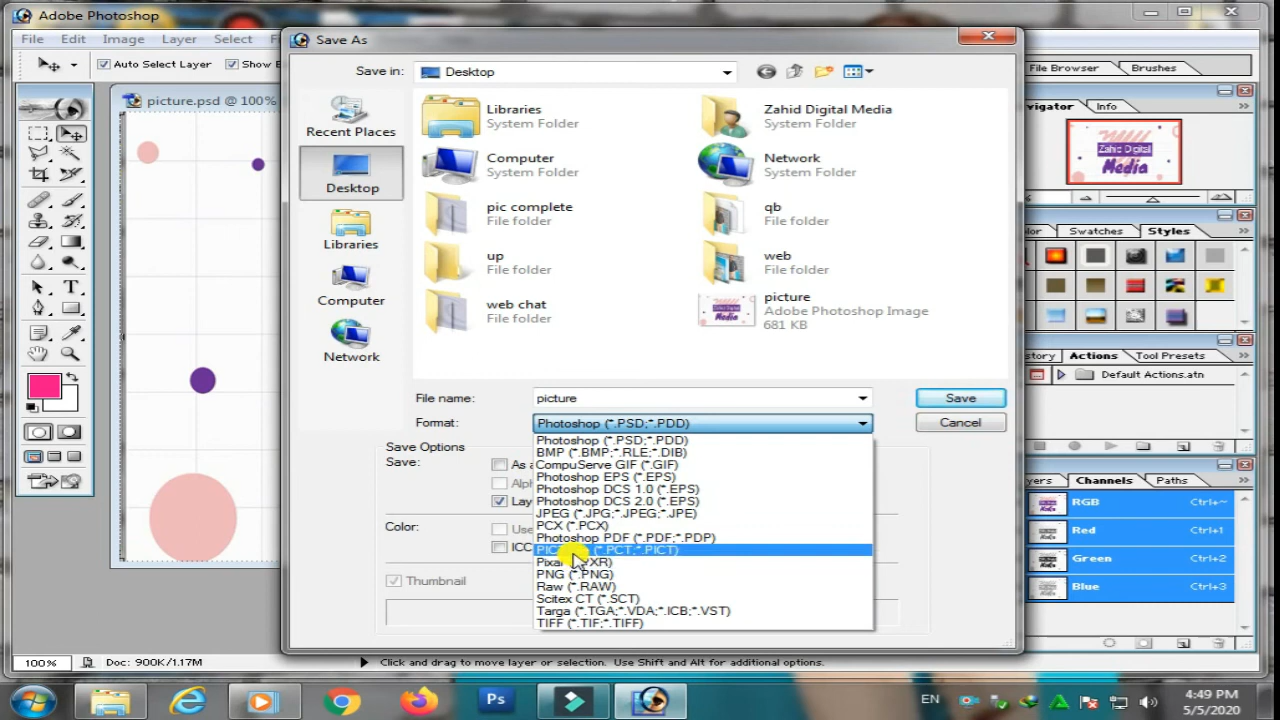 Adobe Photoshop
File Edit Image Layer Select
Auto Select Layer
picture.psd @ 100%
Save As
Save in: Desktop
Recent Places
Desktop
Libraries
Computer
Network
Libraries
System Folder
Zahid Digital Media
System Folder
Computer
System Folder
Network
System Folder
pic complete
File folder
qb
File folder
up
File folder
web
File folder
web chat
File folder
picture
Adobe Photoshop Image
681 KB
File name: picture
Save
Format: Photoshop (*.PSD;*.PDD)
Cancel
Photoshop (*.PSD;*.PDD)
BMP (*.BMP;*.RLE;*.DIB)
CompuServe GIF (*.GIF)
Photoshop EPS (*.EPS)
Photoshop DCS 1.0 (*.EPS)
Photoshop DCS 2.0 (*.EPS)
JPEG (*.JPG;*.JPEG;*.JPE)
PCX (*.PCX)
Photoshop PDF (*.PDF;*.PDP)
(*.PCT;*.PICT)
PNG (*.PNG)
Raw (*.RAW)
Scitex CT (*.SCT)
Targa (*.TGA;*.VDA;*.ICB;*.VST)
TIFF (*.TIF;*.TIFF)
Save Options
Save:
Color:
ICC
Thumbnail
File Browser
Brushes
Info
Zahid Digital
Media
Swatches
Styles
Actions
Tool Presets
Default Actions.atn
Channels
Paths
RGB Ctrl+~
Red Ctrl+1
Green Ctrl+2
Blue Ctrl+3
100%
Doc: 900K/1.17M
Click and drag to move layer or selection. Use Shift and Alt for additional options.
Ps
EN
4:49 PM
5/5/2020